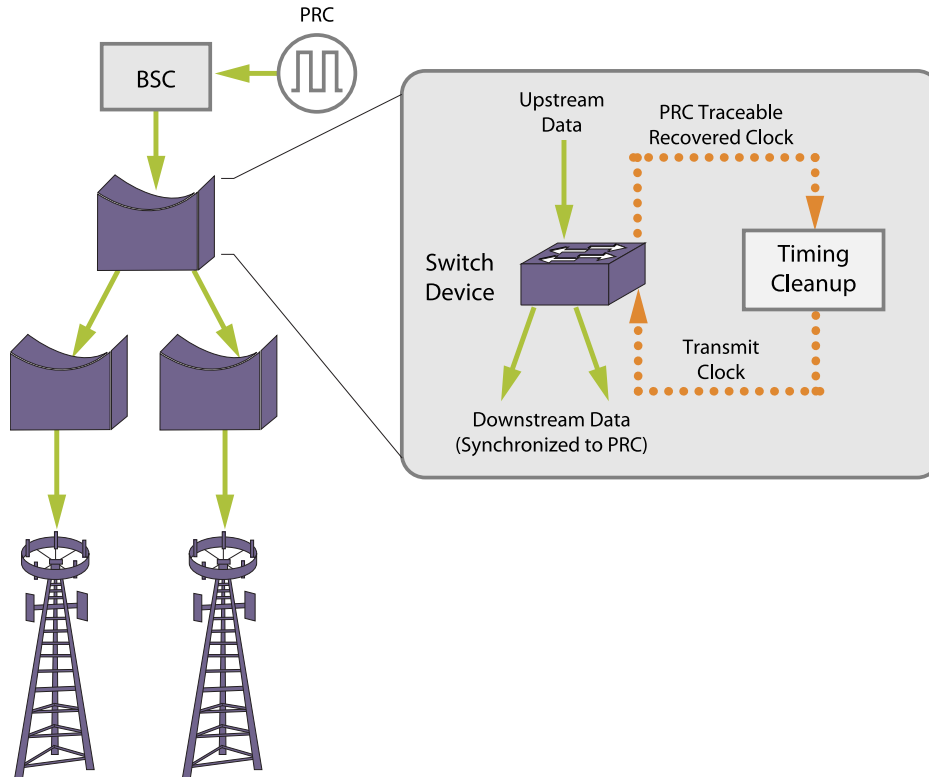 PRC
BSC
Upstream
Data
PRC Traceable
Recovered Clock
Switch
Device
Timing
Cleanup
Transmit
Clock
Downstream Data
(Synchronized to PRC)